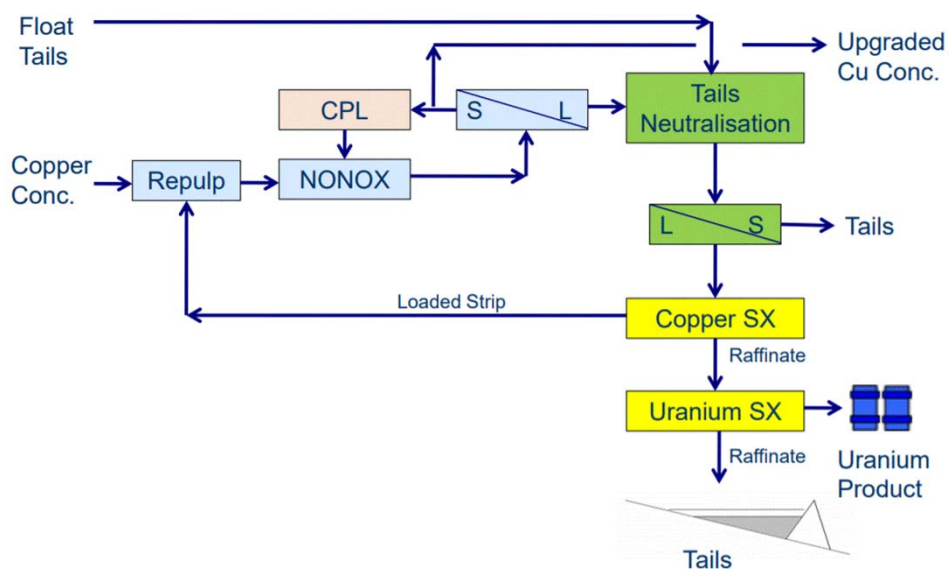 Float
Tails
Upgraded
Cu Conc.
CPL
S
L
Tails
Neutralisation
Copper
Conc.
Repulp
NONOX
L
S
Tails
Loaded Strip
Copper SX
Raffinate
Uranium SX
Raffinate
Uranium
Product
Tails